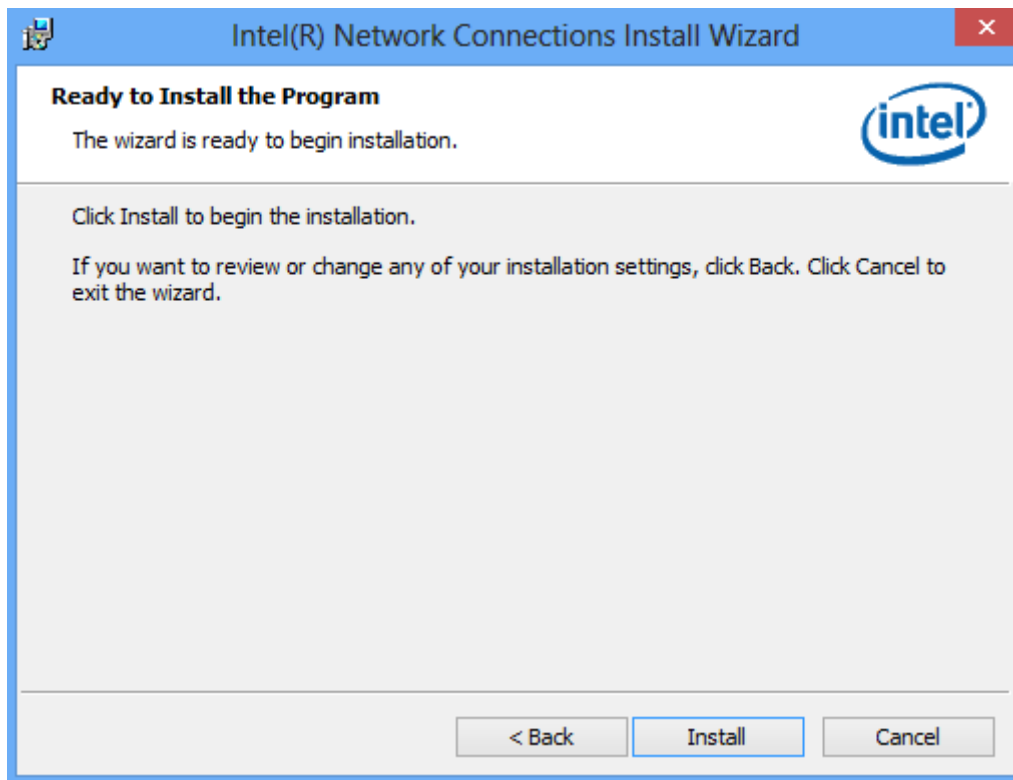 Intel(R) Network Connections Install Wizard
Ready to Install the Program
The wizard is ready to begin installation.
intel
Click Install to begin the installation.
If you want to review or change any of your installation settings, click Back. Click Cancel to
exit the wizard.
< Back
Install
Cancel